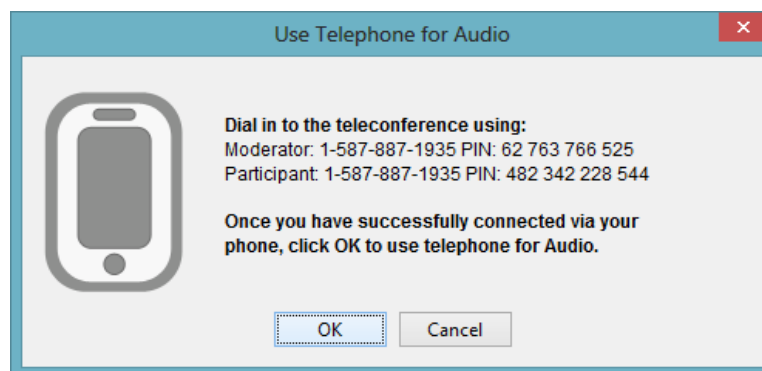 Use Telephone for Audio
Dial in to the teleconference using:
Moderator: 1-587-887-1935 PIN: 62 763 766 525
Participant: 1-587-887-1935 PIN: 482 342 228 544
Once you have successfully connected via your
phone, click OK to use telephone for Audio.
OK
Cancel